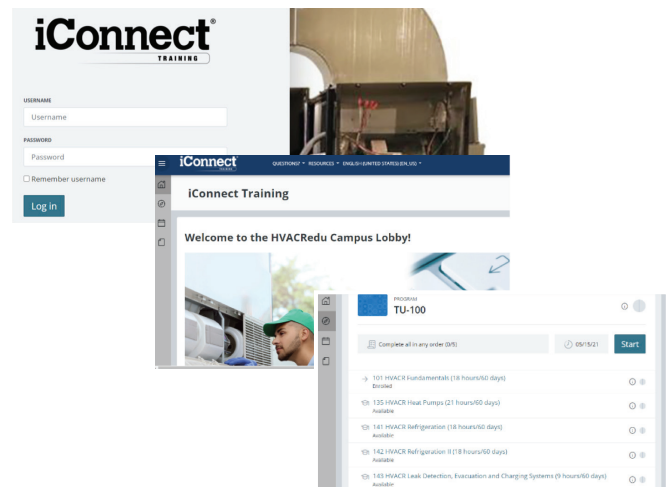 iConnect®
TRAINING
USERNAME
Username
PASSWORD
Password
Remember username
Log in
iConnect
TRAINING
QUESTIONS? RESOURCES ENGLISH (UNITED STATES) (EN_US)
iConnect Training
Welcome to the HVACRedu Campus Lobby!
PROGRAM
TU-100
Complete all in any order (0/5)
05/15/21
Start
101 HVACR Fundamentals (18 hours/60 days)
Enrolled
135 HVACR Heat Pumps (21 hours/60 days)
Available
141 HVACR Refrigeration (18 hours/60 days)
Available
142 HVACR Refrigeration II (18 hours/60 days)
Available
143 HVACR Leak Detection, Evacuation and Charging Systems (9 hours/60 days)
Available